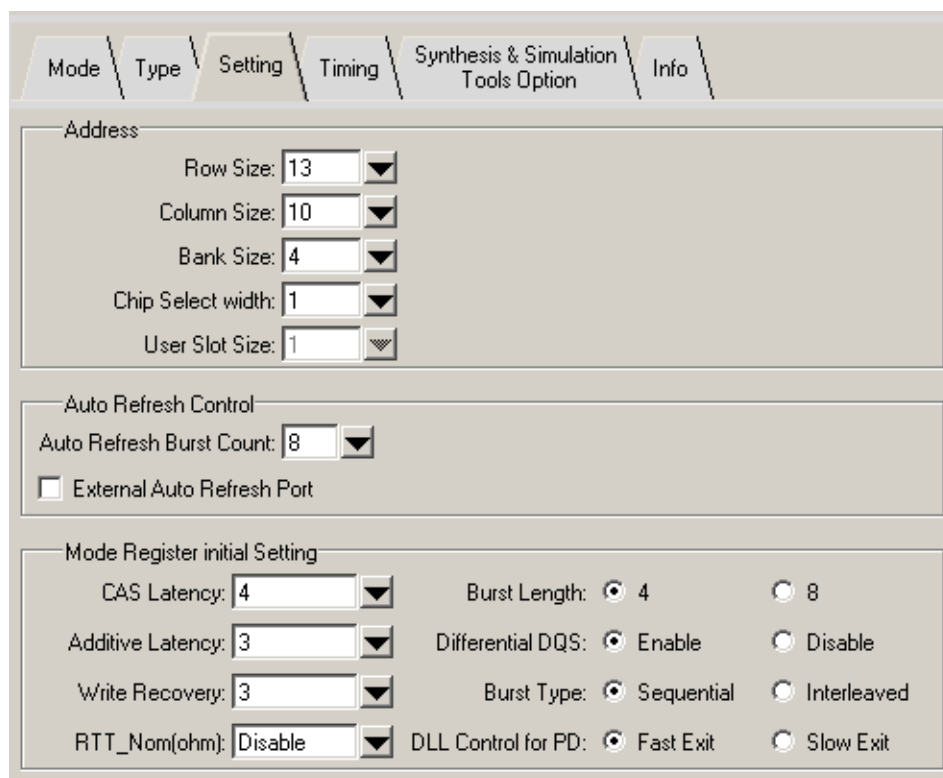 Mode Type Setting Timing Synthesis & Simulation Tools Option Info
Address
Row Size: 13
Column Size: 10
Bank Size: 4
Chip Select width: 1
User Slot Size: 1
Auto Refresh Control
Auto Refresh Burst Count: 8
External Auto Refresh Port
Mode Register initial Setting
CAS Latency: 4 Burst Length: 4 8
Additive Latency: 3 Differential DQS: Enable Disable
Write Recovery: 3 Burst Type: Sequential Interleaved
RTT_Nom(ohm): Disable DLL Control for PD: Fast Exit Slow Exit